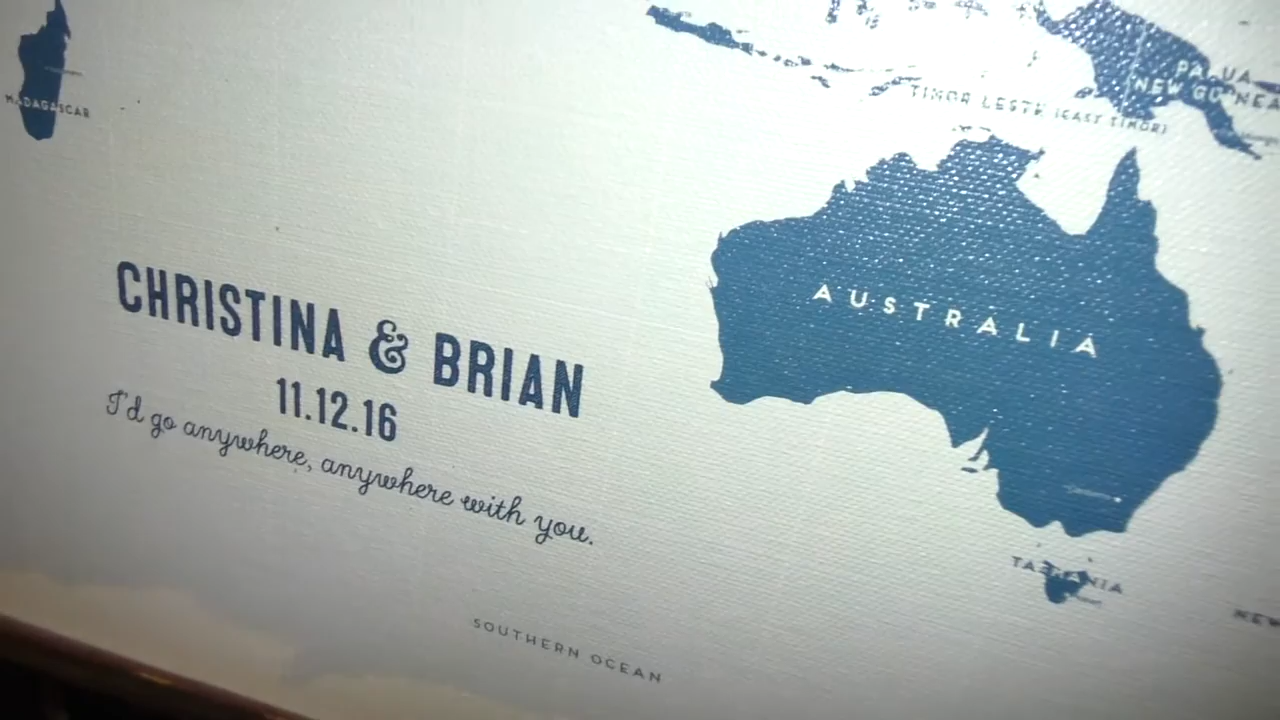 MADAGASCAR
PAPUA
NEW GUINEA
TIMOR LESTE (EAST TIMOR)
AUSTRALIA
CHRISTINA & BRIAN
11.12.16
I'd go anywhere, anywhere with you.
TASMANIA
NEW
SOUTHERN OCEAN